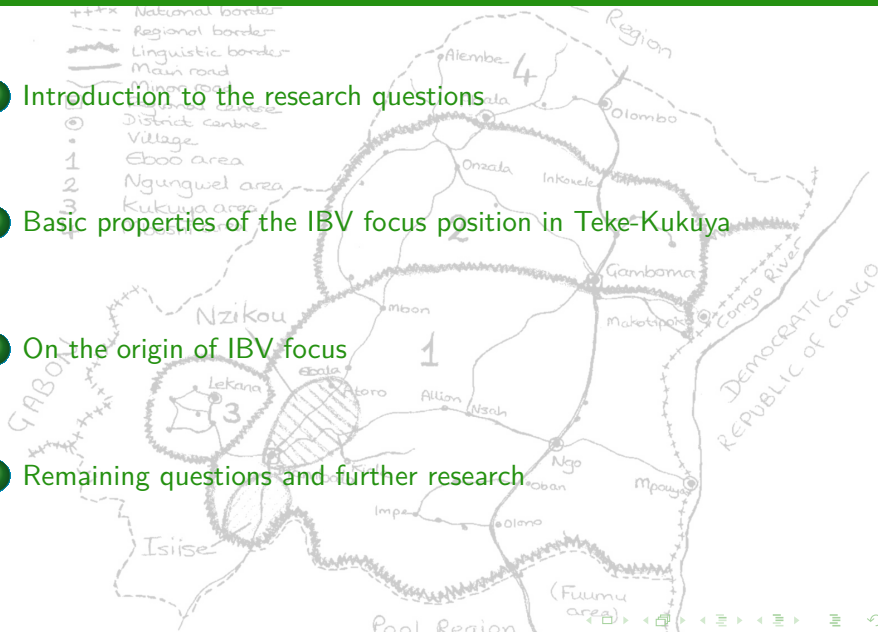 ++++ National border
---- Regional border
Linguistic border
Main road
District centre
Village
1 Eboo area
2 Ngungwel area
3 Kukuya area
Region
Alembe
4
Olombo
Introduction to the research questions
Onzala
Inkouele
Basic properties of the IBV focus position in Teke-Kukuya
2
Gamboma
Congo River
DEMOCRATIC
REPUBLIC OF CONGO
Nzikou
Mbon
On the origin of IBV focus
1
GABON
Lekana
3
Allion
Nsah
Remaining questions and further research
Ngo
Oban
Mpouya
Impe
Olono
Isiise
(Fuumu
area)
Pool Region